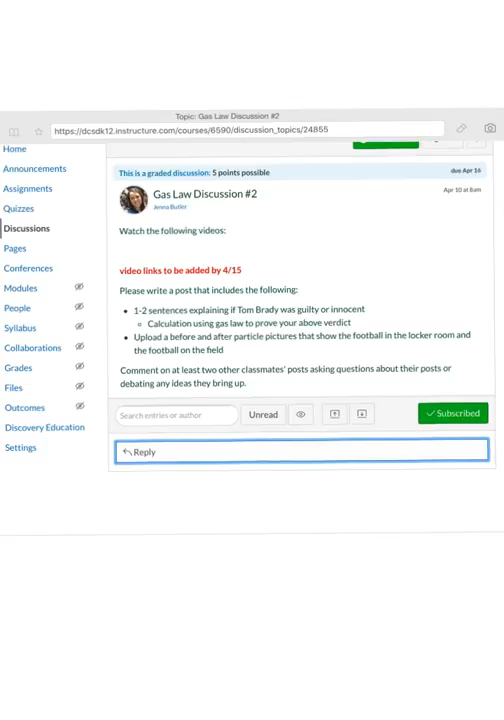 Topic: Gas Law Discussion #2
https://dcsdk12.instructure.com/courses/6590/discussion_topics/24855
Home
Announcements
Assignments
Quizzes
Discussions
Pages
Conferences
Modules
People
Syllabus
Collaborations
Grades
Files
Outcomes
Discovery Education
Settings
This is a graded discussion: 5 points possible
due Apr 16
Gas Law Discussion #2
Apr 10 at 8am
Jenna Butler
Watch the following videos:
video links to be added by 4/15
Please write a post that includes the following:
1-2 sentences explaining if Tom Brady was guilty or innocent
Calculation using gas law to prove your above verdict
Upload a before and after particle pictures that show the football in the locker room and
the football on the field
Comment on at least two other classmates' posts asking questions about their posts or
debating any ideas they bring up.
Search entries or author
Unread
Subscribed
Reply